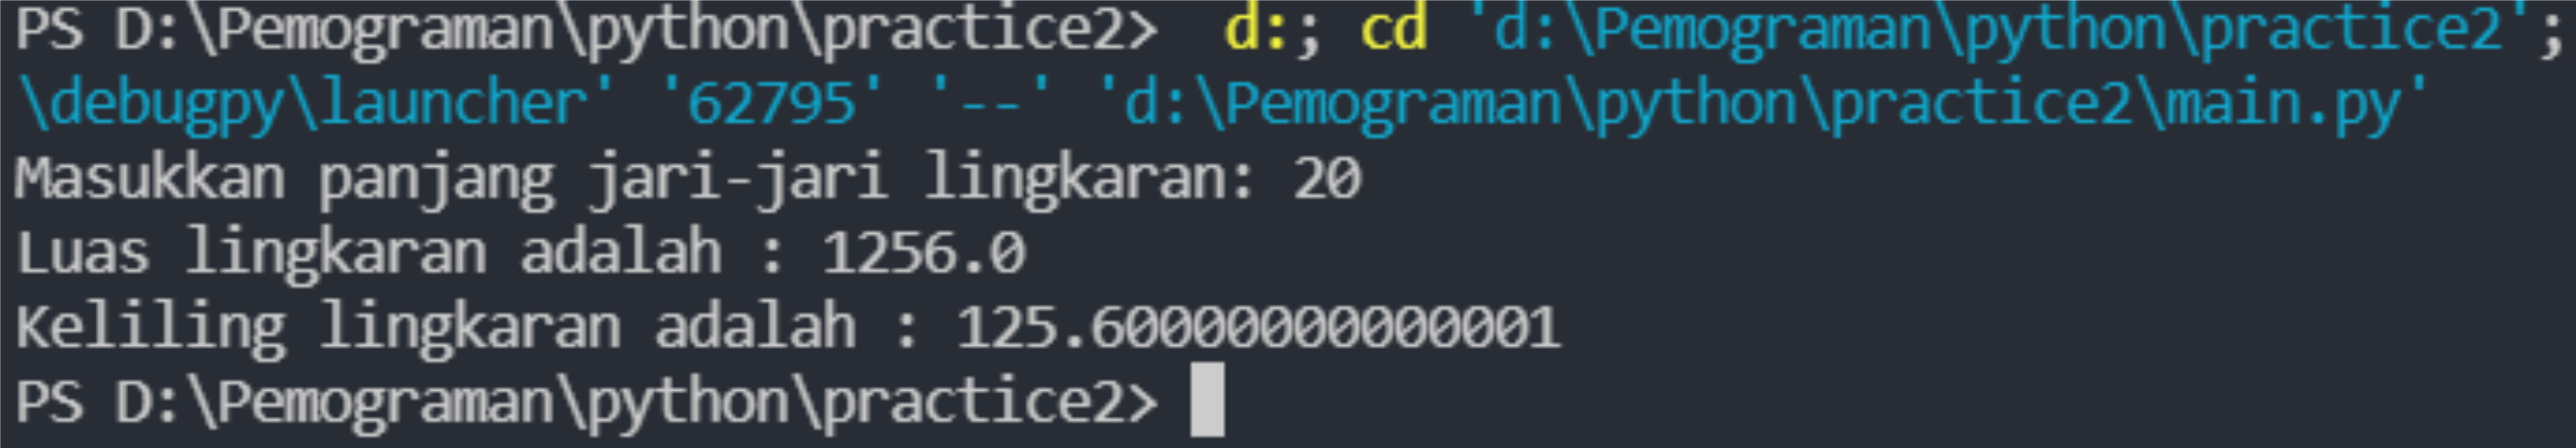 PS D:\Pemograman\python\practice2>  d:; cd 'd:\Pemograman\python\practice2';
\debugpy\launcher' '62795' '--' 'd:\Pemograman\python\practice2\main.py'
Masukkan panjang jari-jari lingkaran: 20
Luas lingkaran adalah : 1256.0
Keliling lingkaran adalah : 125.60000000000001
PS D:\Pemograman\python\practice2>